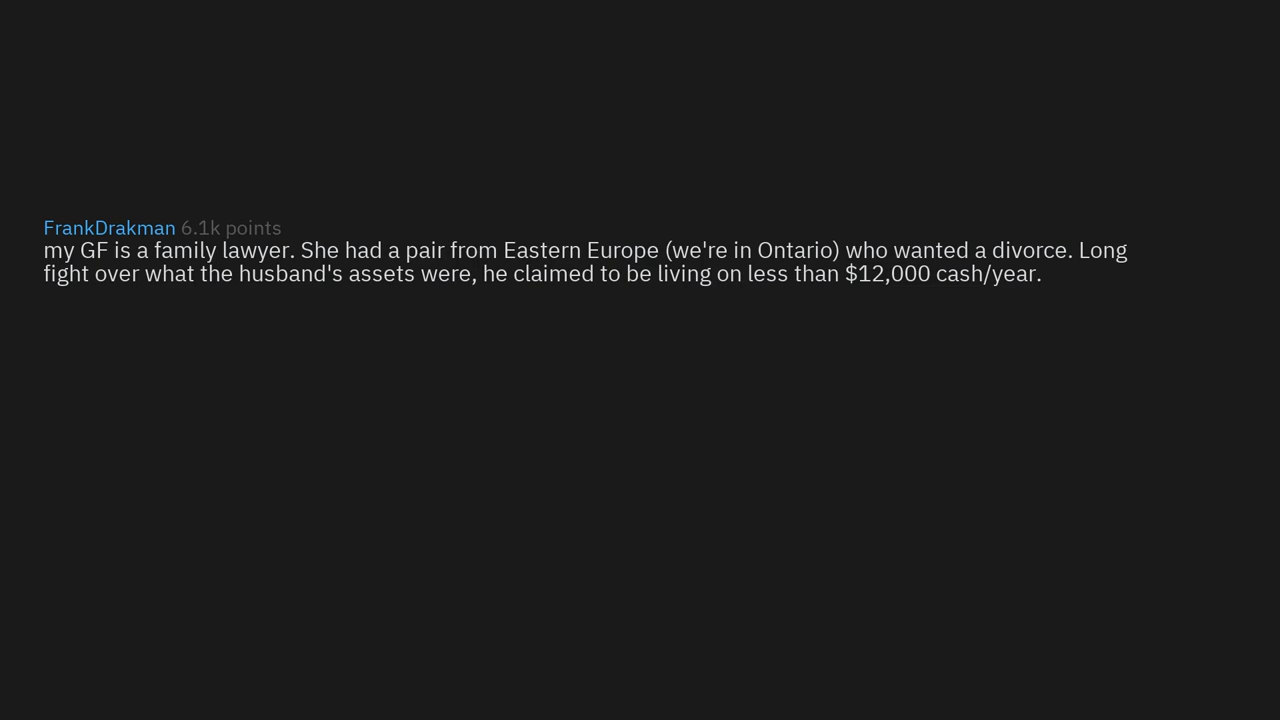 FrankDrakman 6.1k points
my GF is a family lawyer. She had a pair from Eastern Europe (we're in Ontario) who wanted a divorce. Long
fight over what the husband's assets were, he claimed to be living on less than $12,000 cash/year.